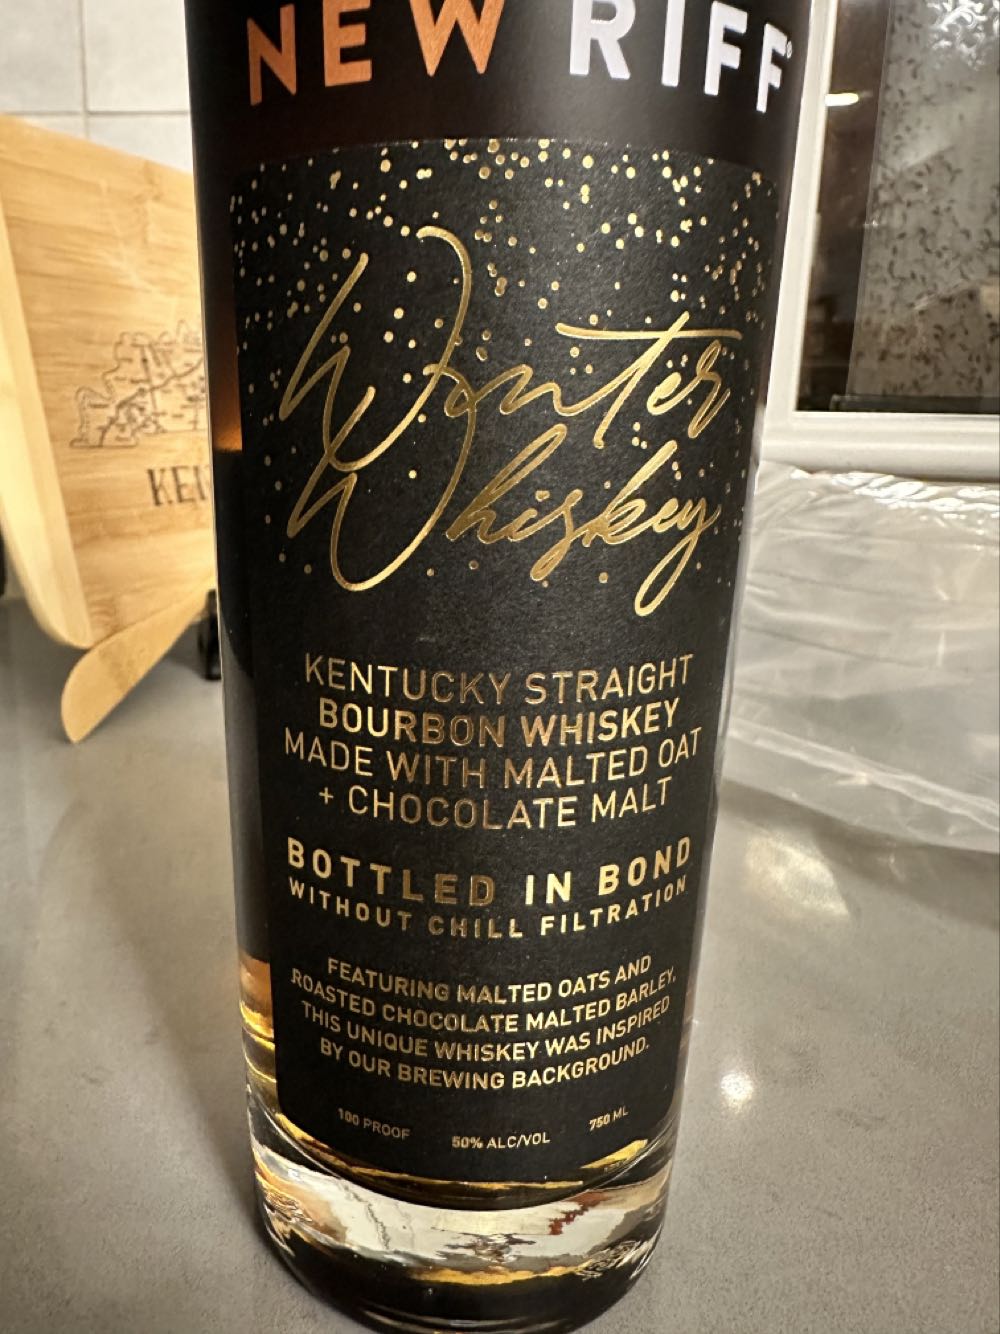 NEW RIFF
Winter
Whiskey
KENTUCKY STRAIGHT
BOURBON WHISKEY
MADE WITH MALTED OAT
+ CHOCOLATE MALT
BOTTLED IN BOND
WITHOUT CHILL FILTRATION
FEATURING MALTED OATS AND
ROASTED CHOCOLATE MALTED BARLEY,
THIS UNIQUE WHISKEY WAS INSPIRED
BY OUR BREWING BACKGROUND.
100 PROOF 50% ALC/VOL 750 ML